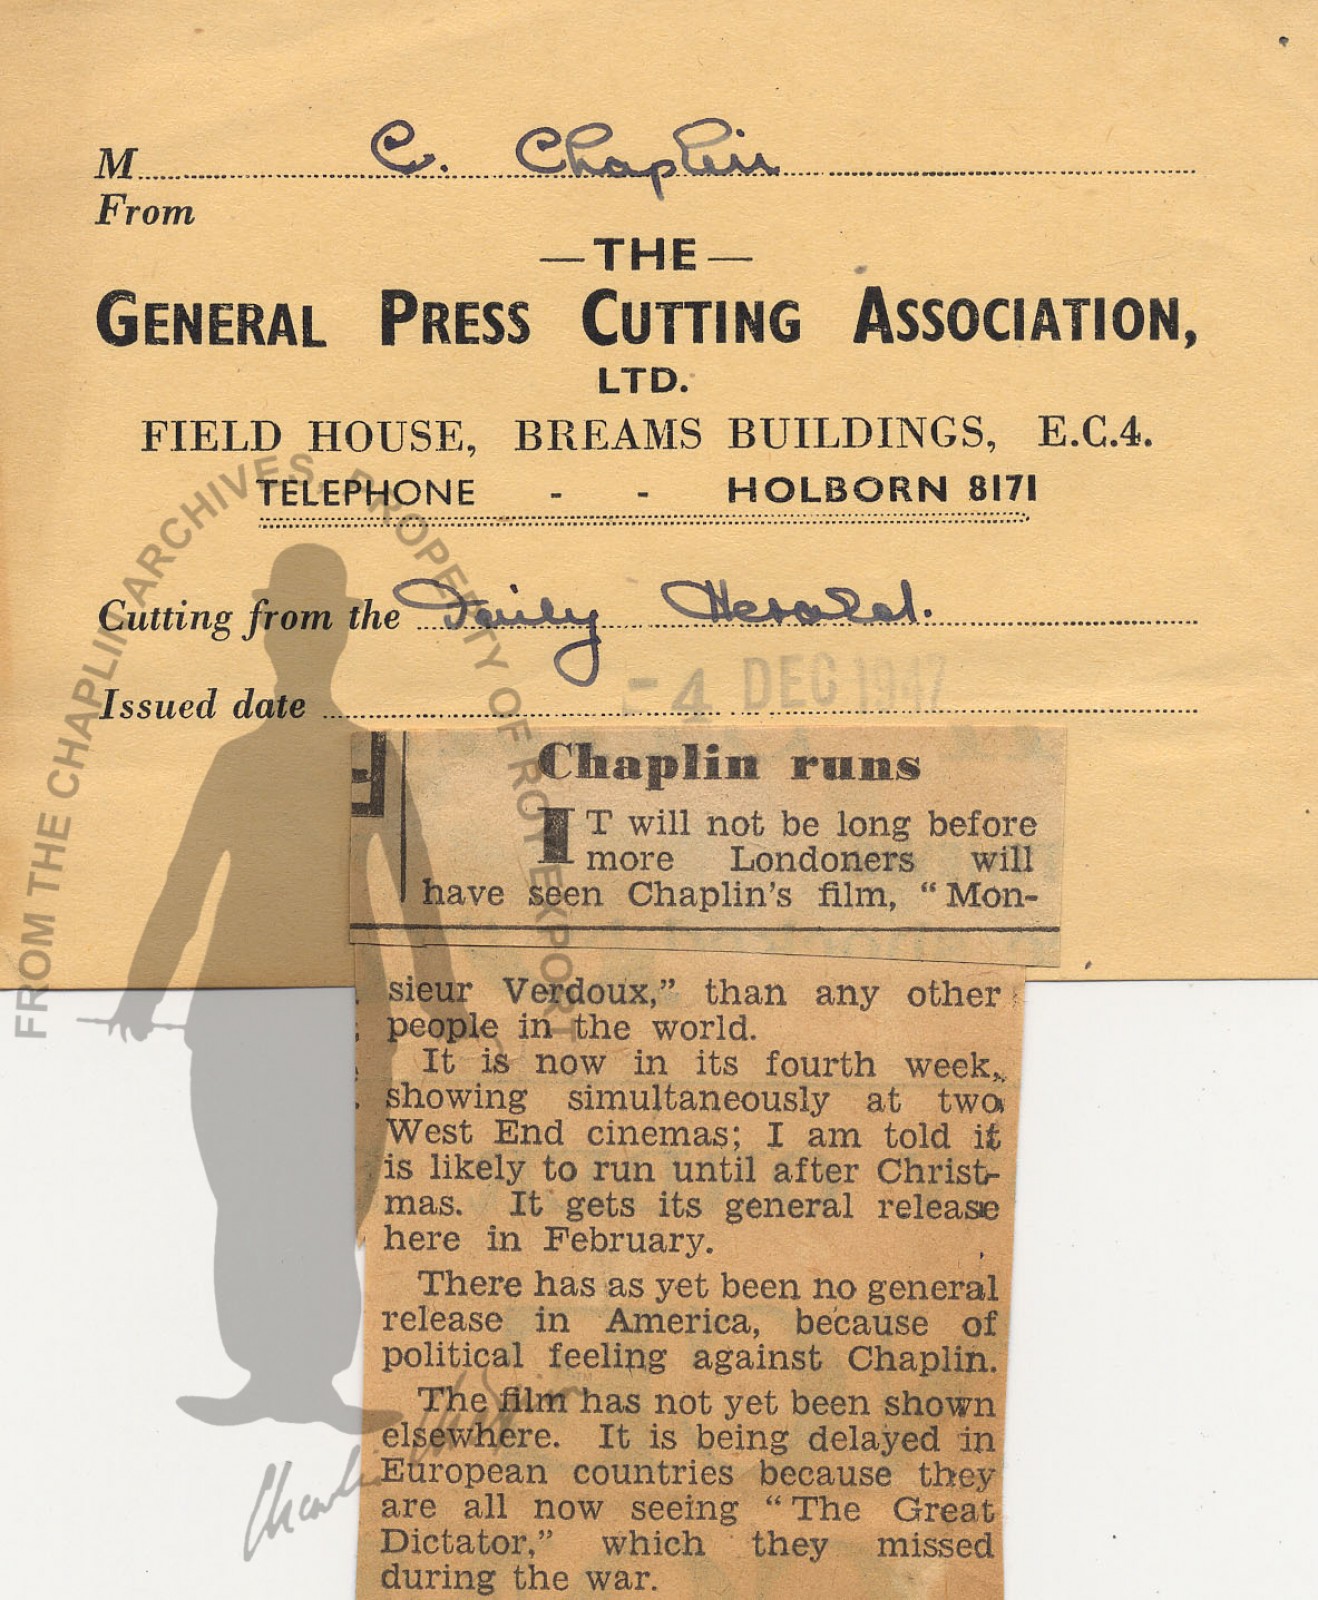 M........ C. Chaplin ........
From
—THE—
GENERAL PRESS CUTTING ASSOCIATION,
LTD.
FIELD HOUSE, BREAMS BUILDINGS, E.C.4.
TELEPHONE - - HOLBORN 8171
Cutting from the Daily Herald.
Issued date
-4 DEC 1947
Chaplin runs
IT will not be long before
more Londoners will
have seen Chaplin's film, “Mon-
sieur Verdoux,” than any other
people in the world.
It is now in its fourth week,
showing simultaneously at two
West End cinemas; I am told it
is likely to run until after Christ-
mas. It gets its general release
here in February.
There has as yet been no general
release in America, because of
political feeling against Chaplin.
The film has not yet been shown
elsewhere. It is being delayed in
European countries because they
are all now seeing “The Great
Dictator,” which they missed
during the war.
FROM THE CHAPLIN ARCHIVES, PROPERTY OF ROY EXPORT
Charlie Chaplin